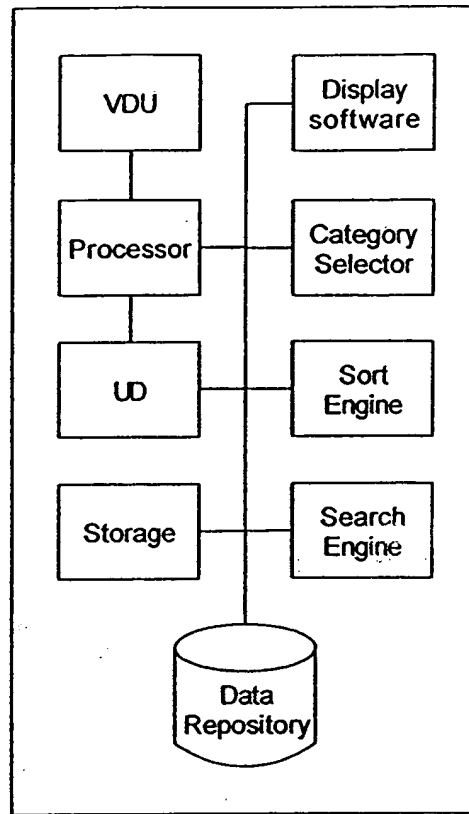 VDU
Display
software
Processor
Category
Selector
UD
Sort
Engine
Storage
Search
Engine
Data
Repository